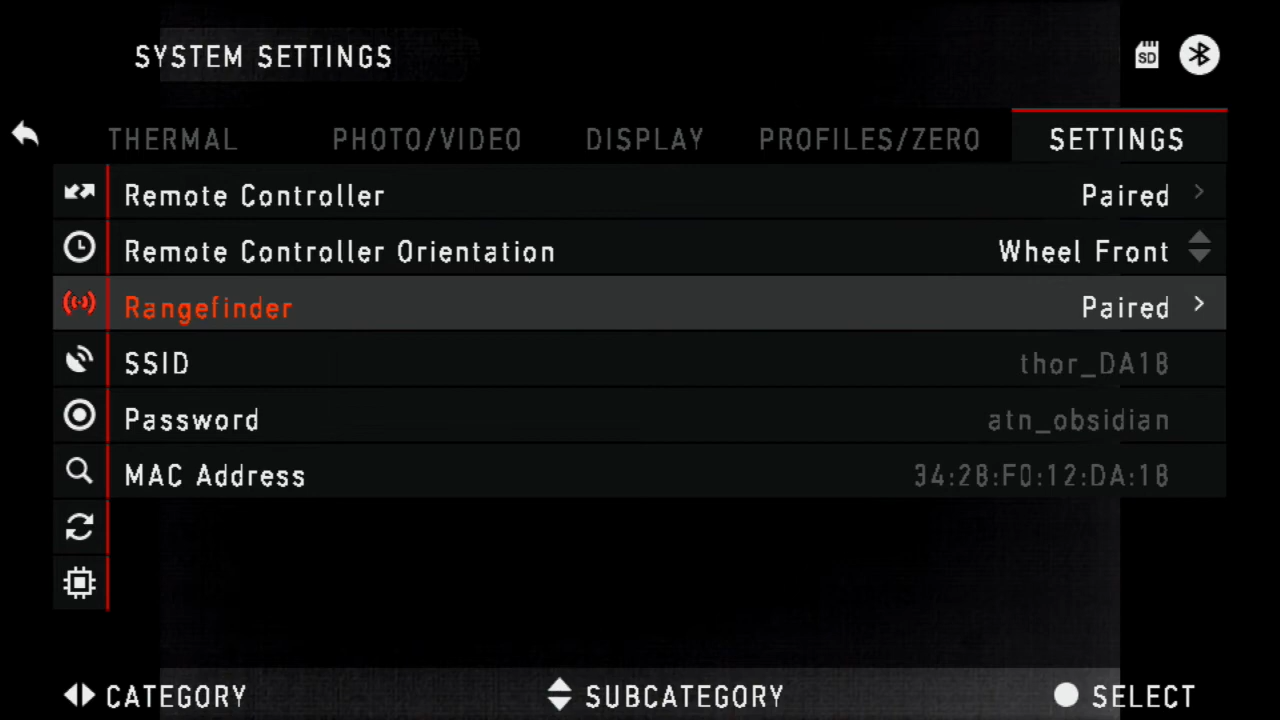 SYSTEM SETTINGS
SD
THERMAL PHOTO/VIDEO DISPLAY PROFILES/ZERO SETTINGS
Remote Controller Paired
Remote Controller Orientation Wheel Front
Rangefinder Paired
SSID thor_DA18
Password atn_obsidian
MAC Address 34:28:F0:12:DA:18
CATEGORY SUBCATEGORY SELECT